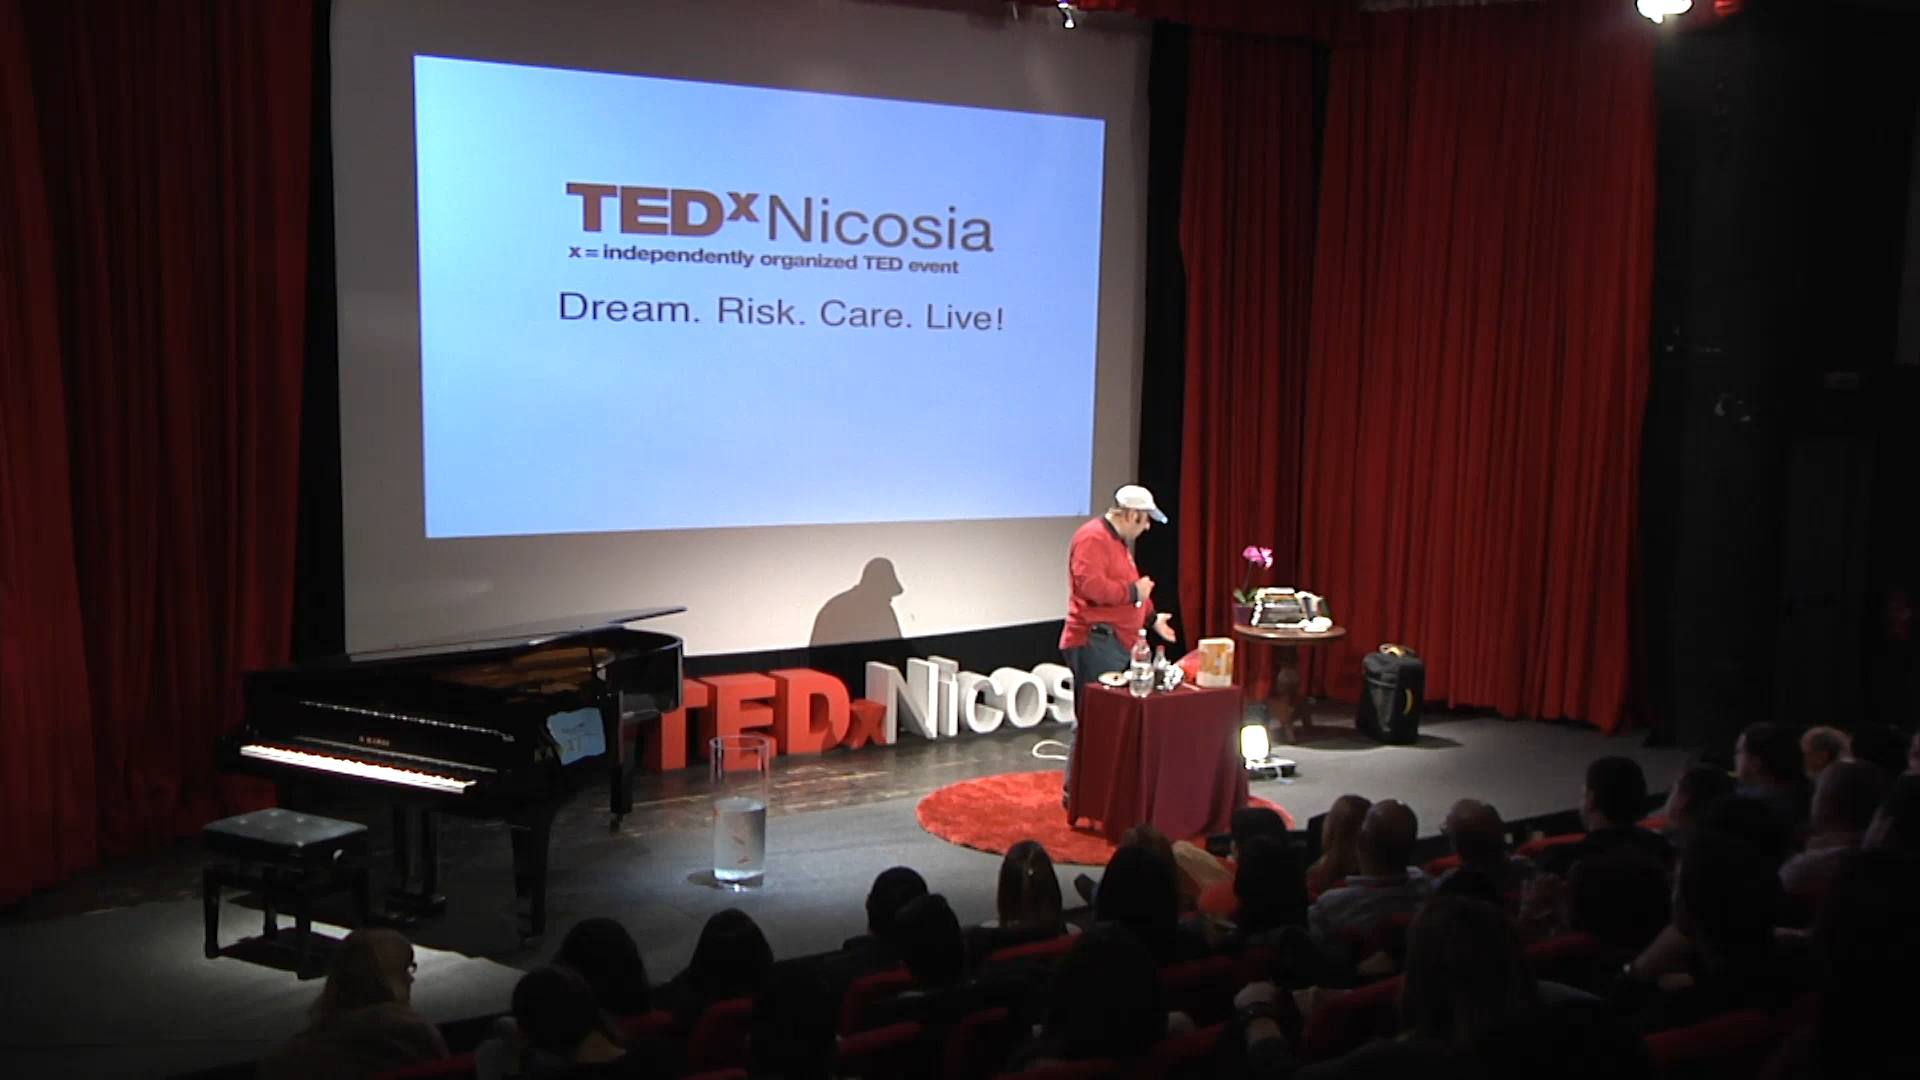 TEDxNicosia
x = independently organized TED event
Dream. Risk. Care. Live!
TEDxNicos